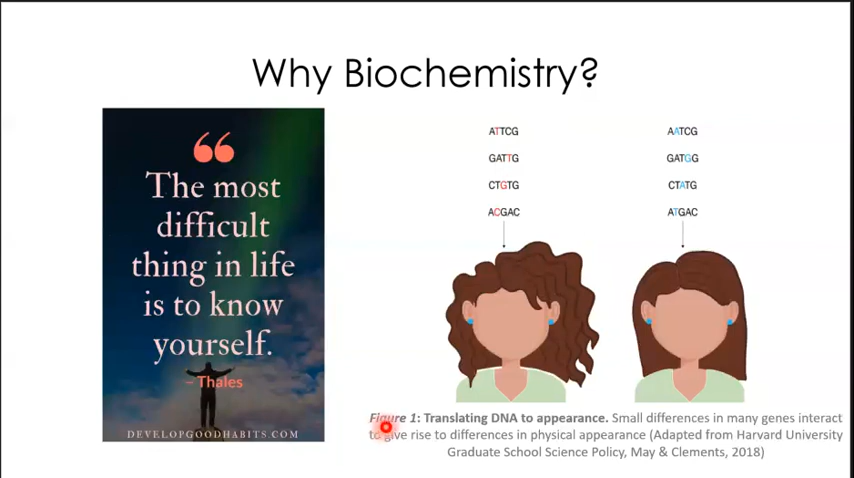 Why Biochemistry?
“
The most
difficult
thing in life
is to know
yourself.
– Thales
DEVELOPGOODHABITS.COM
ATTCG
GATTG
CTGTG
ACGAC
AATCG
GATGG
CTATG
ATGAC
Figure 1: Translating DNA to appearance. Small differences in many genes interact
to give rise to differences in physical appearance (Adapted from Harvard University
Graduate School Science Policy, May & Clements, 2018)